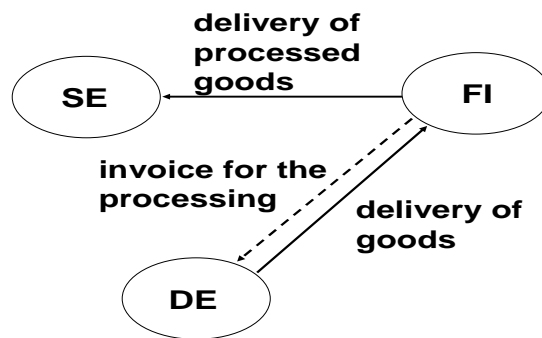 delivery of
processed
goods
SE
FI
invoice for the
processing
delivery of
goods
DE